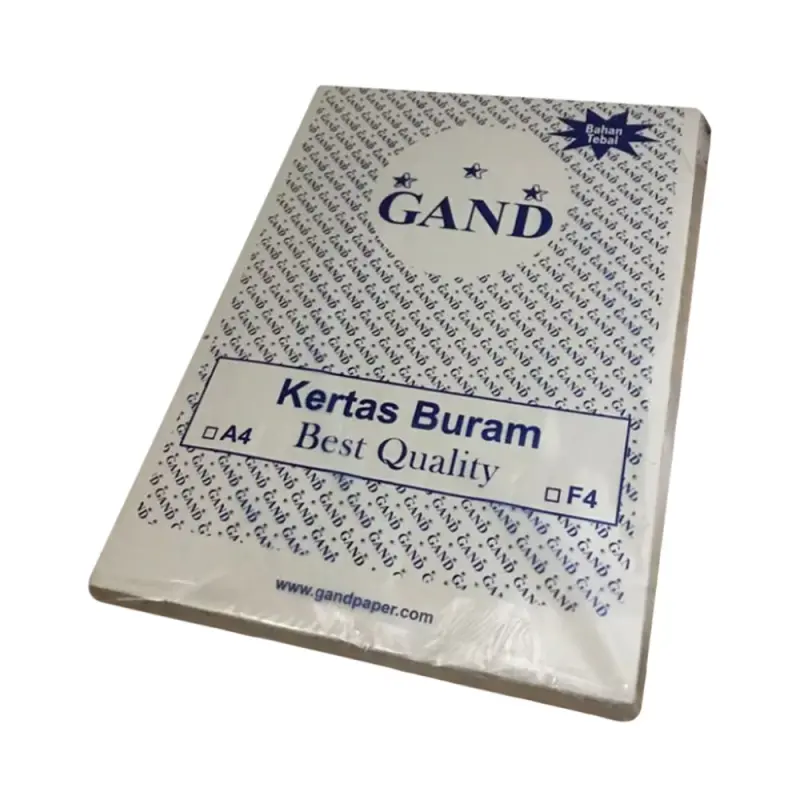 Bahan
Tebal
GAND
Kertas Buram
☐ A4
Best Quality
☐ F4
www.gandpaper.com